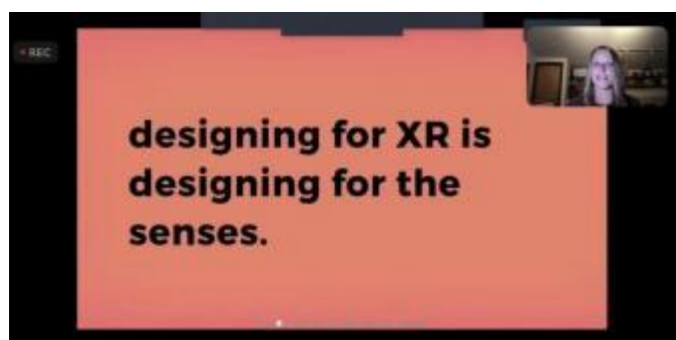 REC
designing for XR is
designing for the
senses.